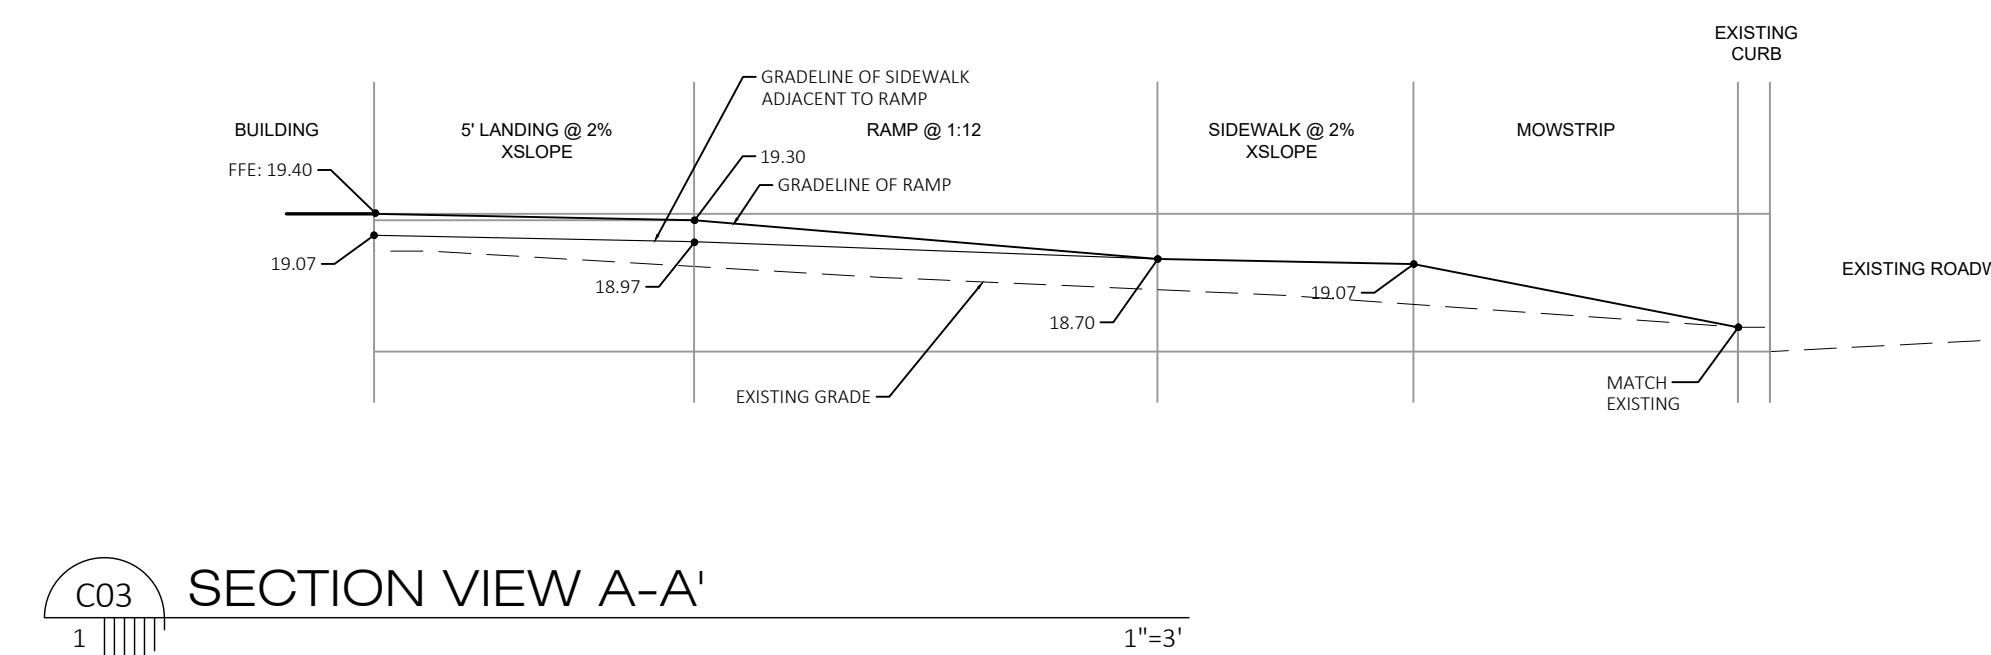 EXISTING
CURB
GRADELINE OF SIDEWALK
ADJACENT TO RAMP
BUILDING
5' LANDING @ 2%
XSLOPE
RAMP @ 1:12
SIDEWALK @ 2%
XSLOPE
MOWSTRIP
FFE: 19.40
19.30
GRADELINE OF RAMP
19.07
18.97
18.70
19.07
EXISTING ROADW
EXISTING GRADE
MATCH
EXISTING
C03
1
SECTION VIEW A-A'
1"=3'